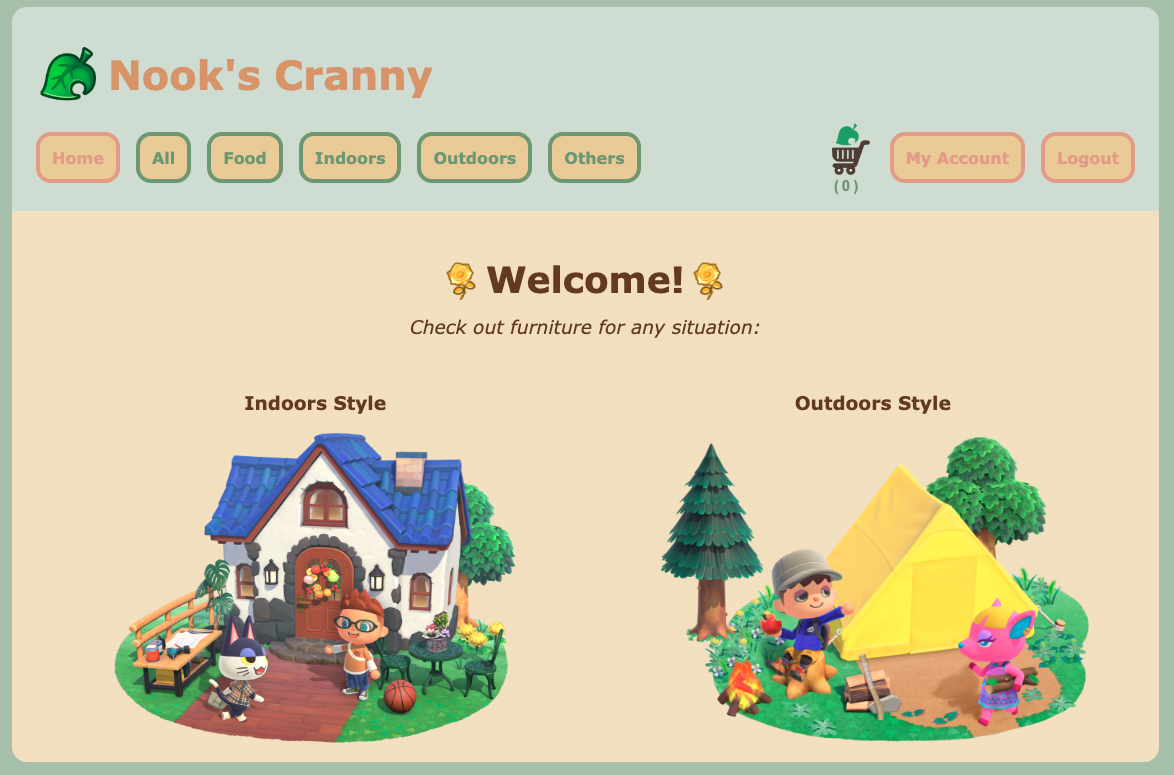 Nook's Cranny
Home All Food Indoors Outdoors Others My Account Logout
( 0 )
Welcome!
Check out furniture for any situation:
Indoors Style Outdoors Style